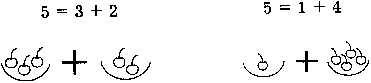 5 = 3 + 2
5 = 1 + 4
+
+